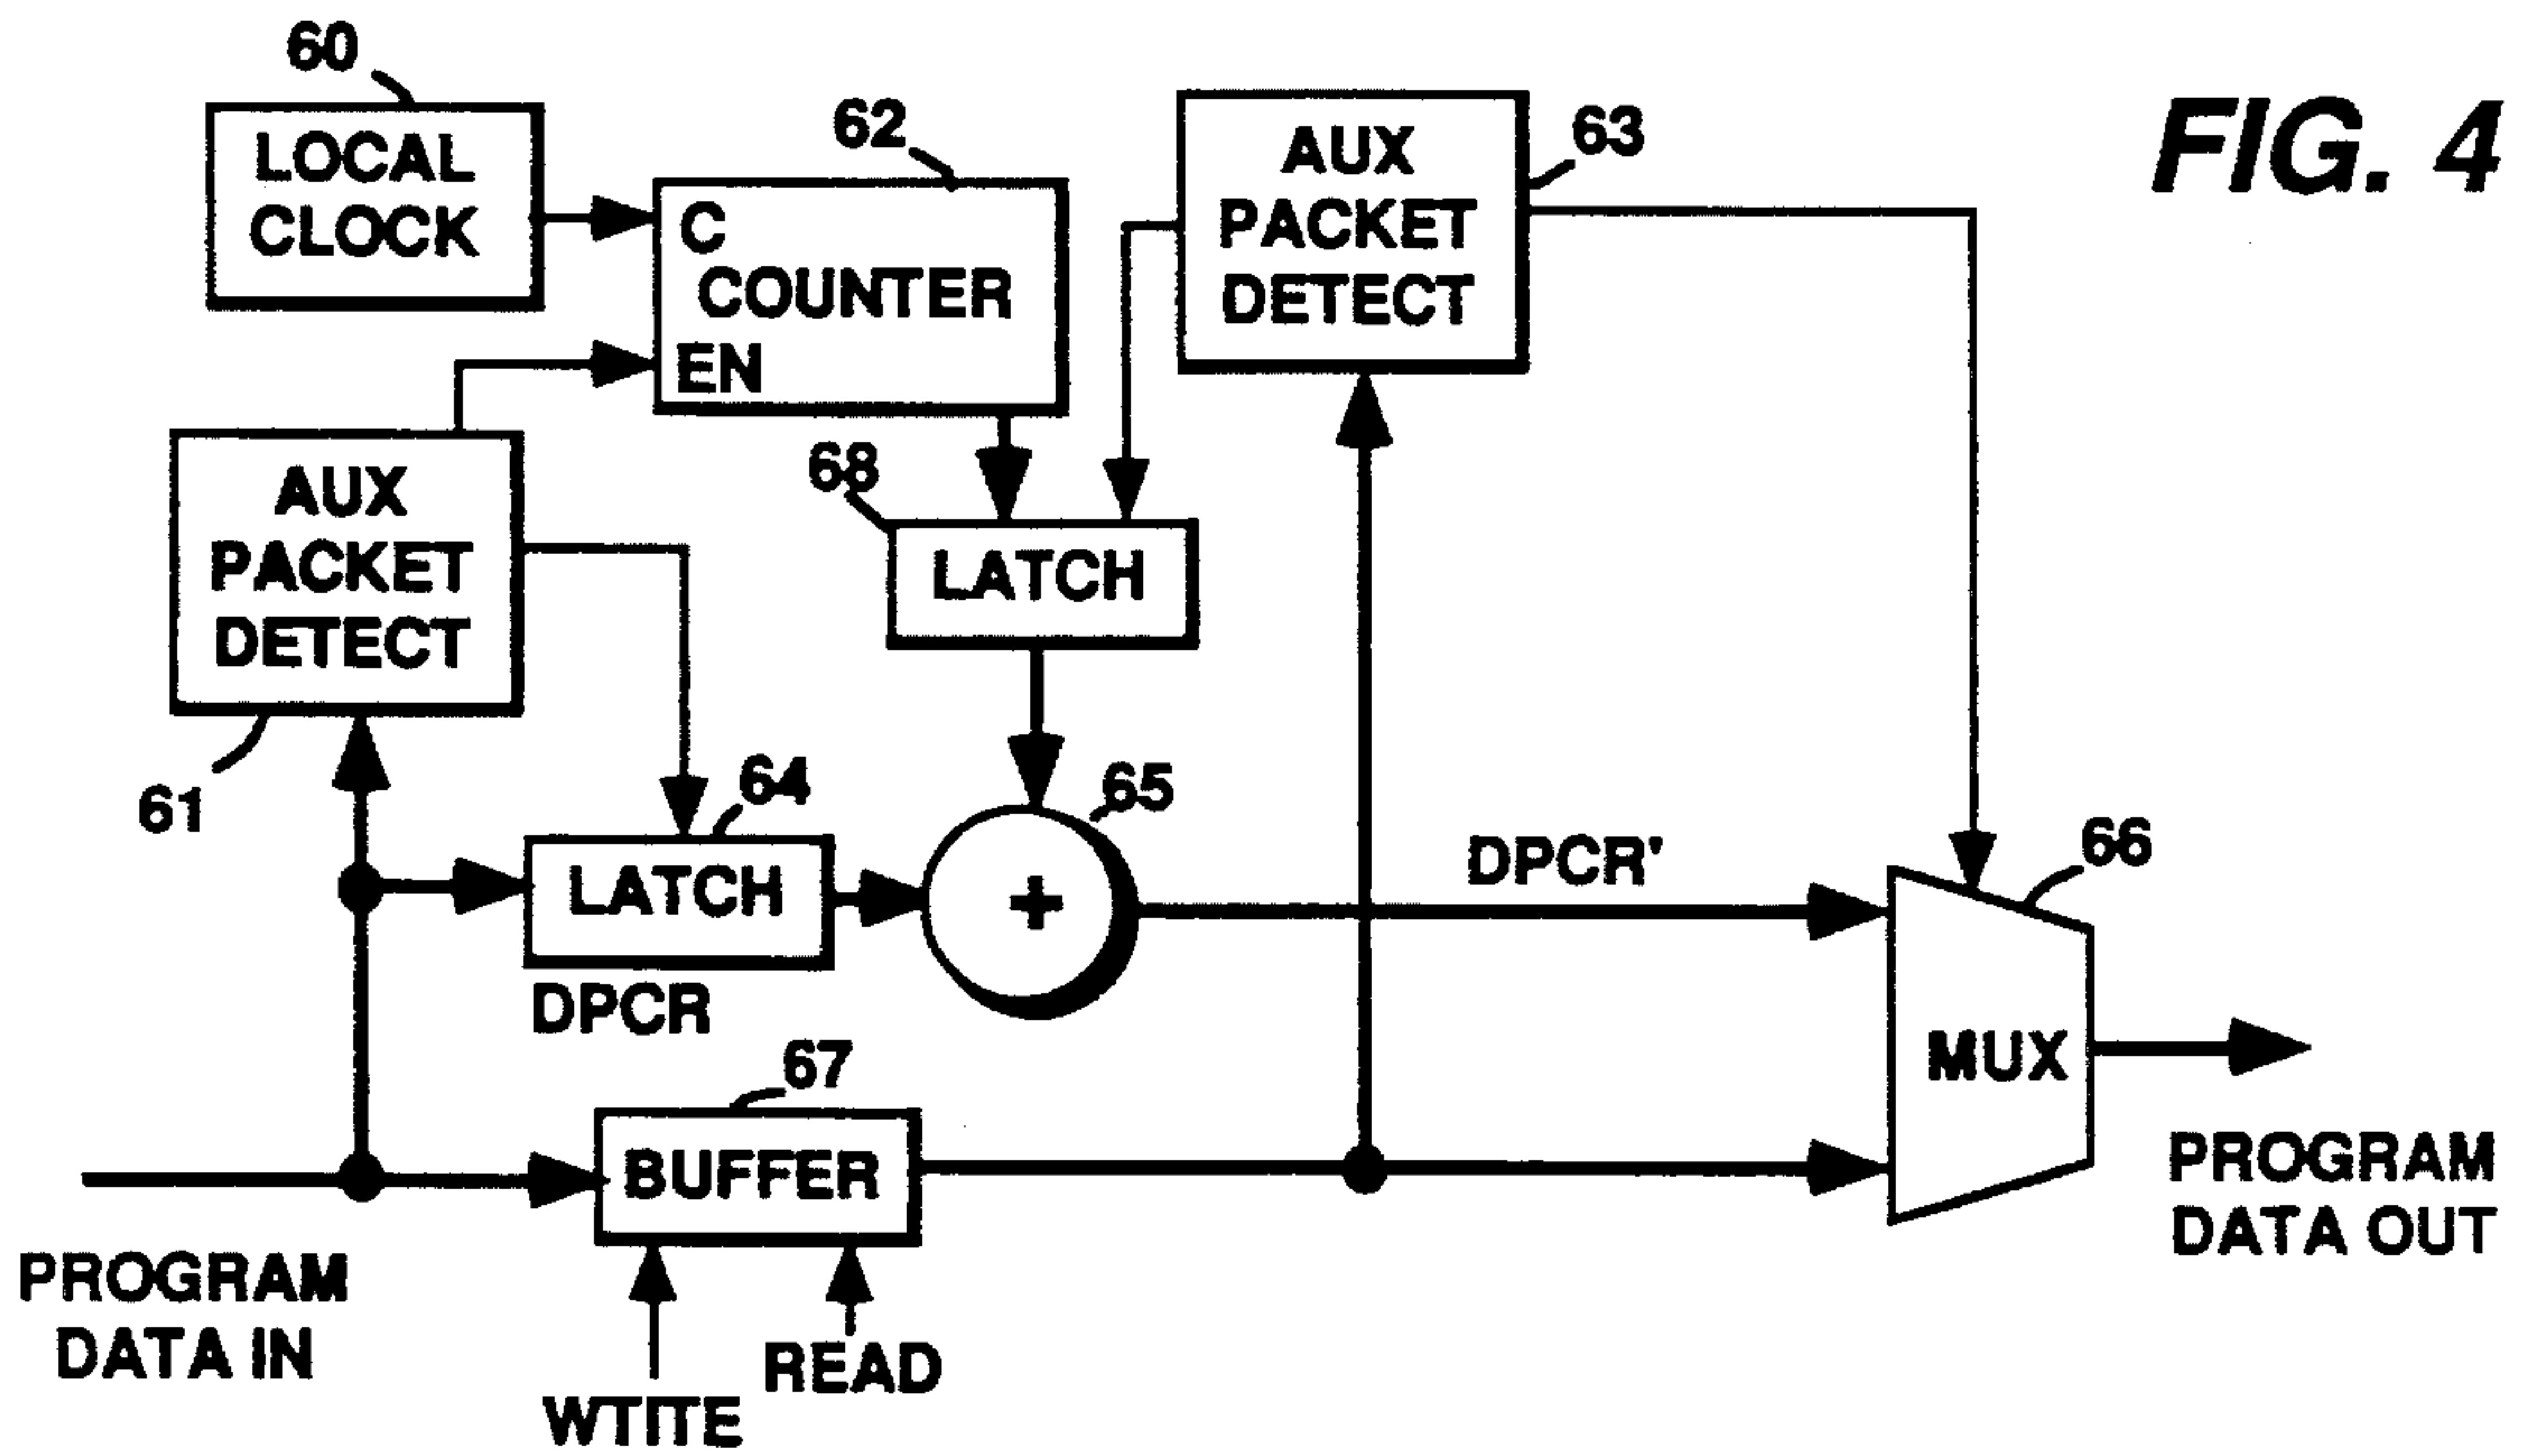 60
LOCAL
CLOCK
62
C
COUNTER
EN
AUX
PACKET
DETECT
63
FIG. 4
AUX
PACKET
DETECT
61
68
LATCH
64
LATCH
DPCR
65
+
DPCR'
66
MUX
67
BUFFER
PROGRAM
DATA IN
WTITE
READ
PROGRAM
DATA OUT